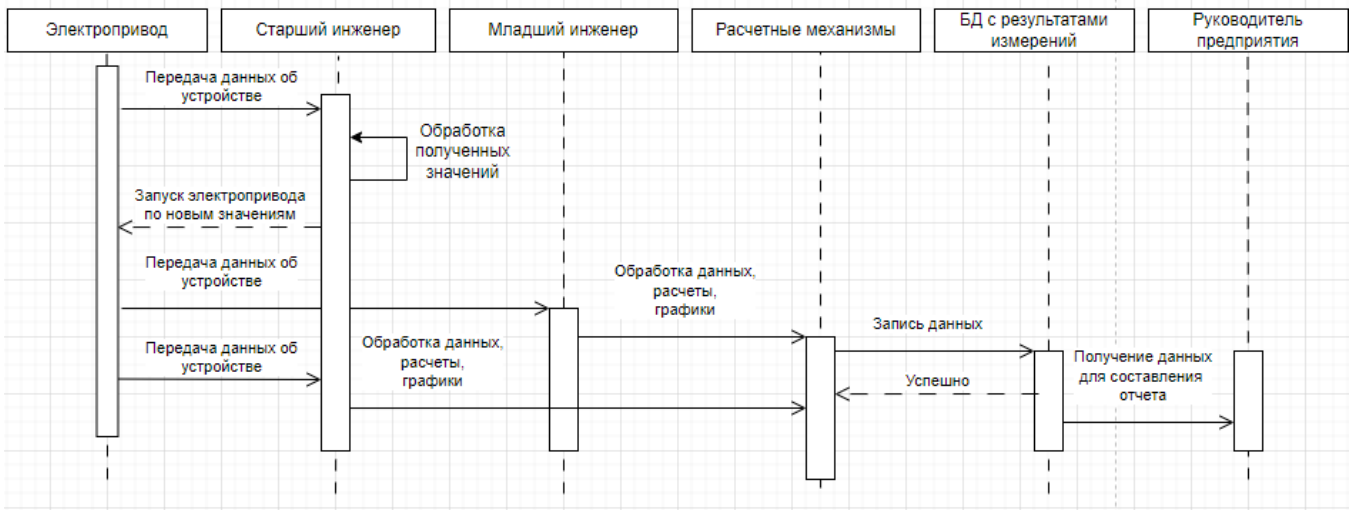 Электропривод
Старший инженер
Младший инженер
Расчетные механизмы
БД с результатами
измерений
Руководитель
предприятия
Передача данных об
устройстве
Обработка
полученных
значений
Запуск электропривода
по новым значениям
Передача данных об
устройстве
Обработка данных,
расчеты,
графики
Запись данных
Передача данных об
устройстве
Обработка данных,
расчеты,
графики
Успешно
Получение данных
для составления
отчета